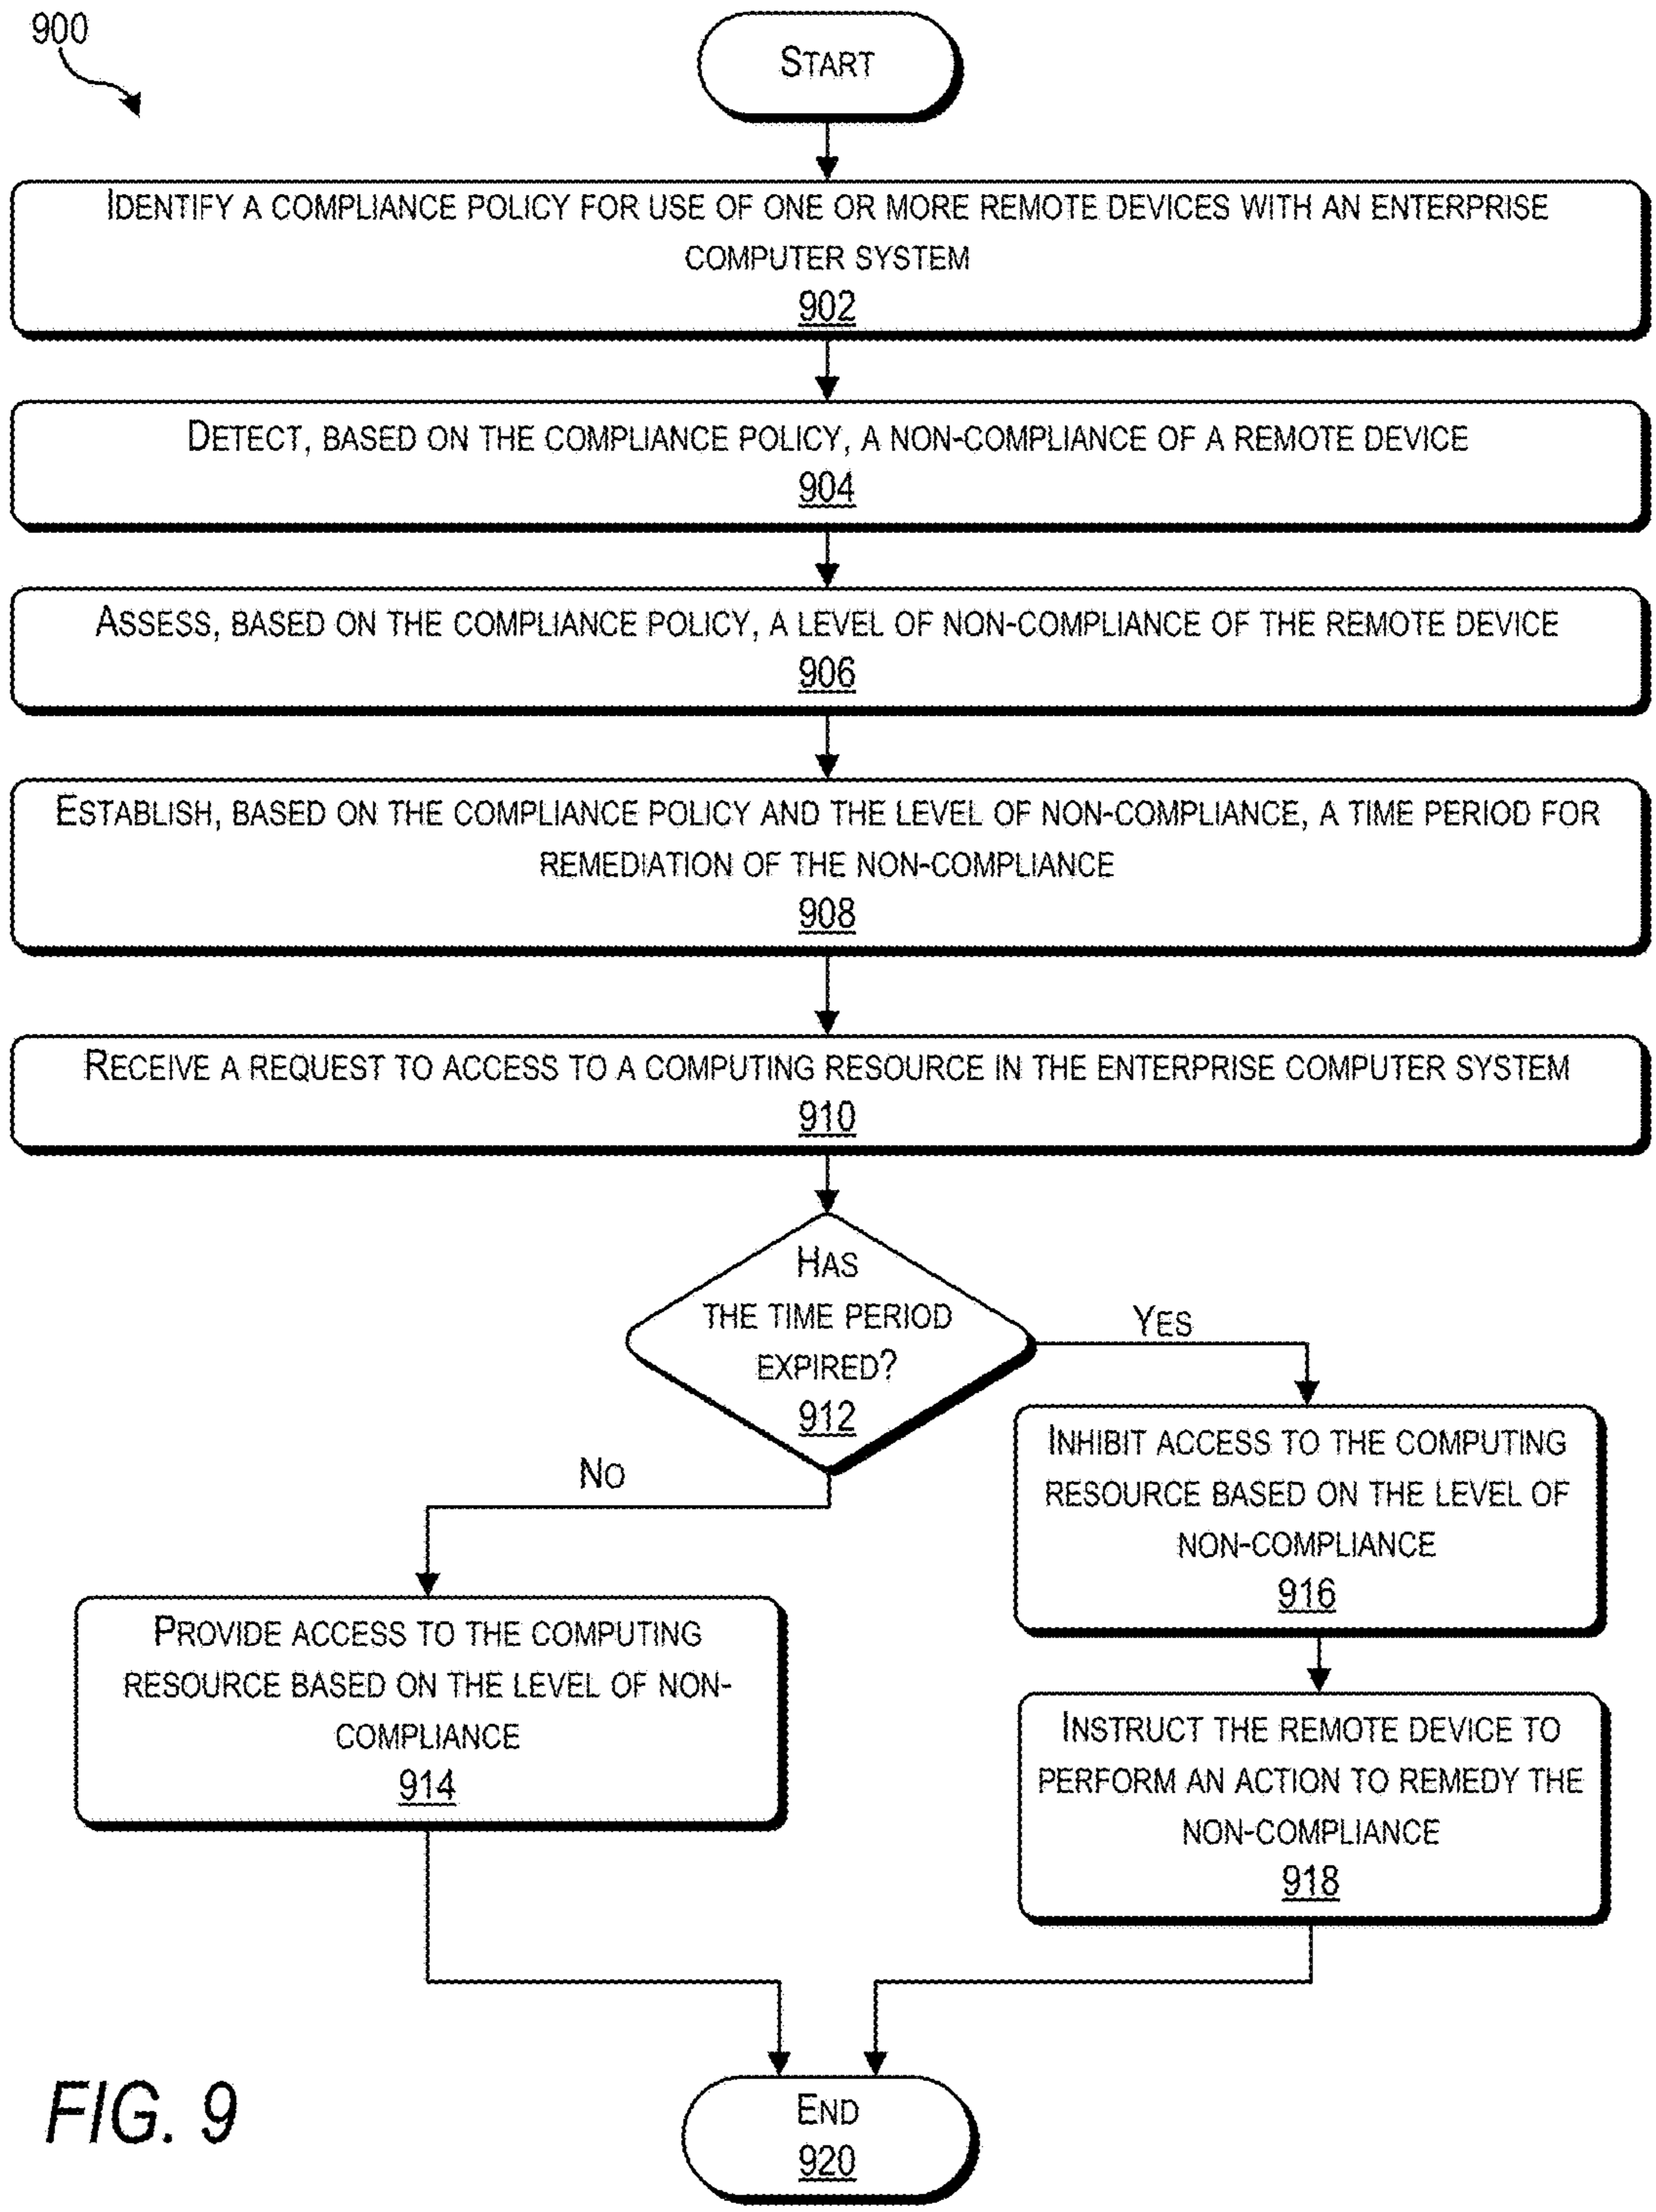 900
START
IDENTIFY A COMPLIANCE POLICY FOR USE OF ONE OR MORE REMOTE DEVICES WITH AN ENTERPRISE
COMPUTER SYSTEM
902
DETECT, BASED ON THE COMPLIANCE POLICY, A NON-COMPLIANCE OF A REMOTE DEVICE
904
ASSESS, BASED ON THE COMPLIANCE POLICY, A LEVEL OF NON-COMPLIANCE OF THE REMOTE DEVICE
906
ESTABLISH, BASED ON THE COMPLIANCE POLICY AND THE LEVEL OF NON-COMPLIANCE, A TIME PERIOD FOR
REMEDIATION OF THE NON-COMPLIANCE
908
RECEIVE A REQUEST TO ACCESS TO A COMPUTING RESOURCE IN THE ENTERPRISE COMPUTER SYSTEM
910
HAS
THE TIME PERIOD
EXPIRED?
912
YES
NO
INHIBIT ACCESS TO THE COMPUTING
RESOURCE BASED ON THE LEVEL OF
NON-COMPLIANCE
916
PROVIDE ACCESS TO THE COMPUTING
RESOURCE BASED ON THE LEVEL OF NON-
COMPLIANCE
914
INSTRUCT THE REMOTE DEVICE TO
PERFORM AN ACTION TO REMEDY THE
NON-COMPLIANCE
918
END
920
FIG. 9